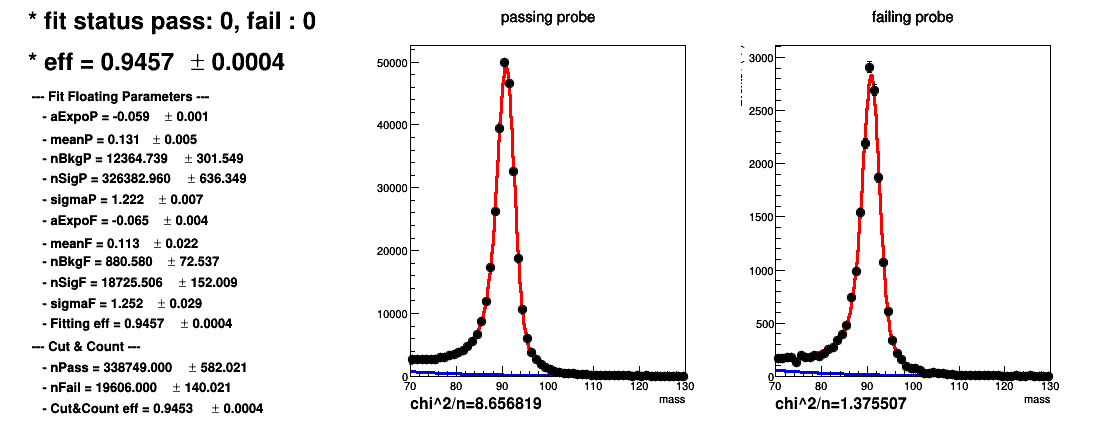 * fit status pass: 0, fail : 0
* eff = 0.9457 ± 0.0004
--- Fit Floating Parameters ---
- aExpoP = -0.059 ± 0.001
- meanP = 0.131 ± 0.005
- nBkgP = 12364.739 ± 301.549
- nSigP = 326382.960 ± 636.349
- sigmaP = 1.222 ± 0.007
- aExpoF = -0.065 ± 0.004
- meanF = 0.113 ± 0.022
- nBkgF = 880.580 ± 72.537
- nSigF = 18725.506 ± 152.009
- sigmaF = 1.252 ± 0.029
- Fitting eff = 0.9457 ± 0.0004
--- Cut & Count ---
- nPass = 338749.000 ± 582.021
- nFail = 19606.000 ± 140.021
- Cut&Count eff = 0.9453 ± 0.0004
passing probe
50000
40000
30000
20000
10000
0
70 80 90 100 110 120 130
mass
chi^2/n=8.656819
failing probe
3000
2500
2000
1500
1000
500
0
70 80 90 100 110 120 130
mass
chi^2/n=1.375507